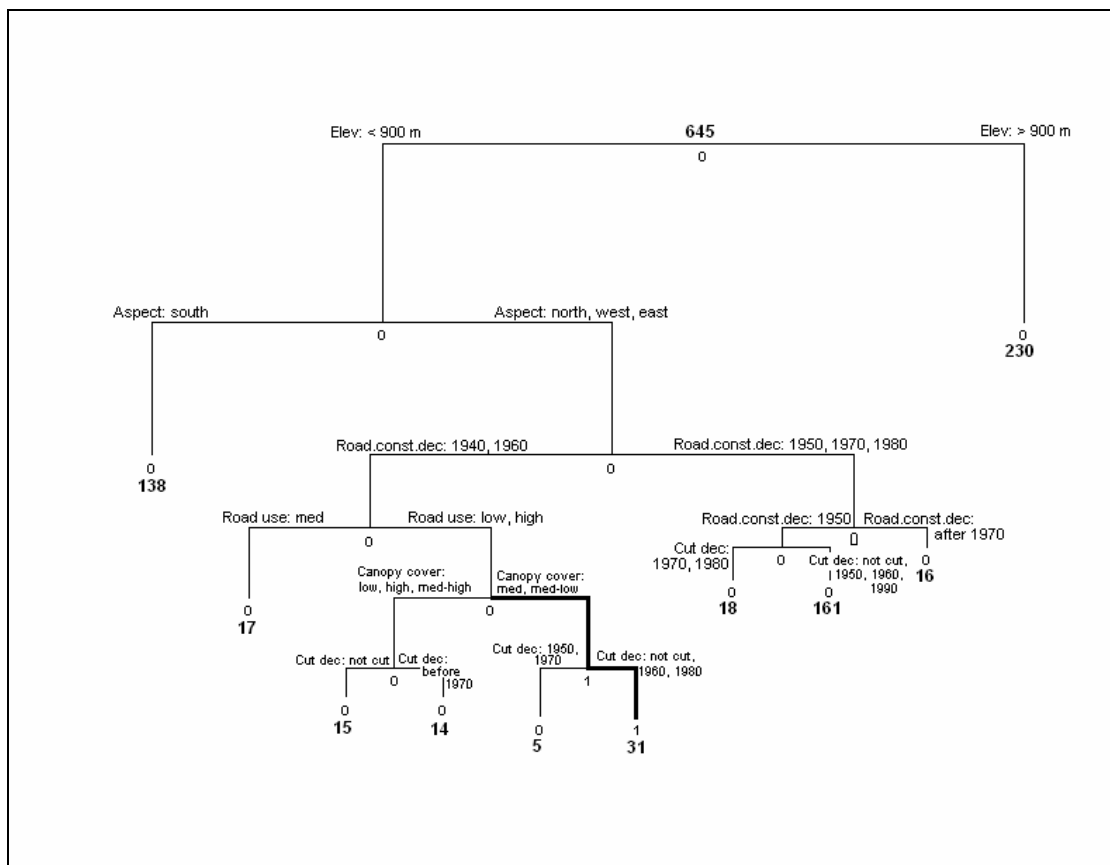 Elev: < 900 m
645
Elev: > 900 m
0
Aspect: south
Aspect: north, west, east
0
0
230
Road.const.dec: 1940, 1960
Road.const.dec: 1950, 1970, 1980
0
138
0
Road use: med
Road use: low, high
0
Road.const.dec: 1950
Road.const.dec:
after 1970
0
Cut dec:
1970, 1980
0
Cut dec: not cut,
1950, 1960,
1990
0
16
Canopy cover:
low, high, med-high
Canopy cover:
med, med-low
0
0
17
0
18
0
161
Cut dec: not cut
Cut dec:
before
1970
0
Cut dec: 1950,
1970
Cut dec: not cut,
1960, 1980
1
0
15
0
14
0
5
1
31